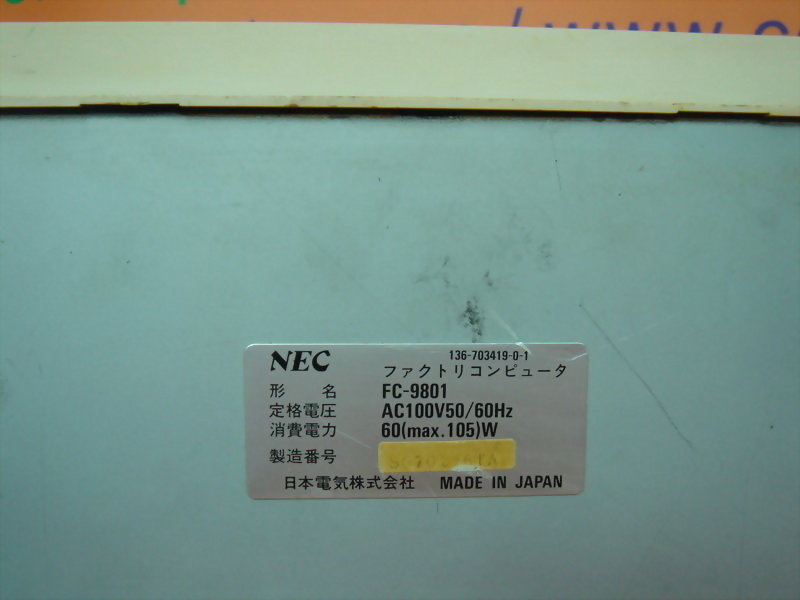 NEC
136-703419-0-1
ファクトリコンピュータ
形 名 FC-9801
定格電圧 AC100V50/60Hz
消費電力 60(max.105)W
製造番号
日本電気株式会社 MADE IN JAPAN